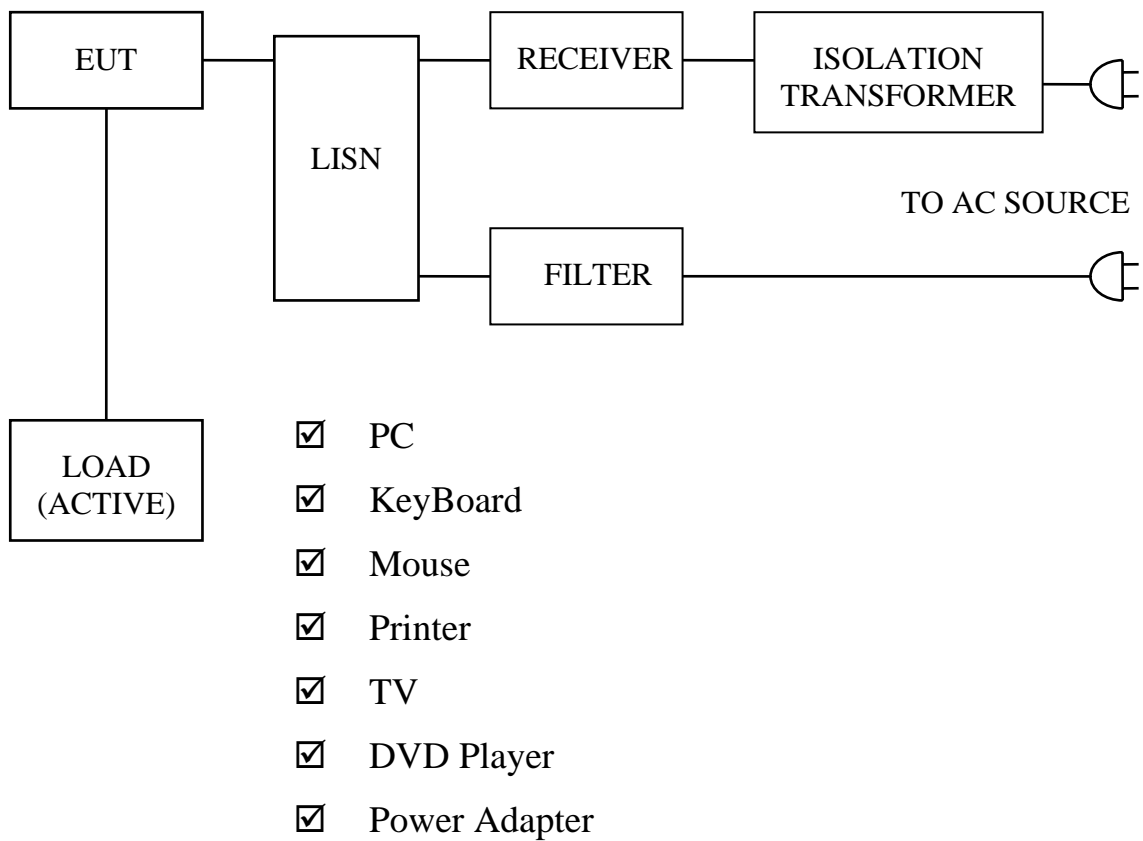 EUT
LISN
RECEIVER
ISOLATION
TRANSFORMER
TO AC SOURCE
FILTER
LOAD
(ACTIVE)
☑ PC
☑ KeyBoard
☑ Mouse
☑ Printer
☑ TV
☑ DVD Player
☑ Power Adapter